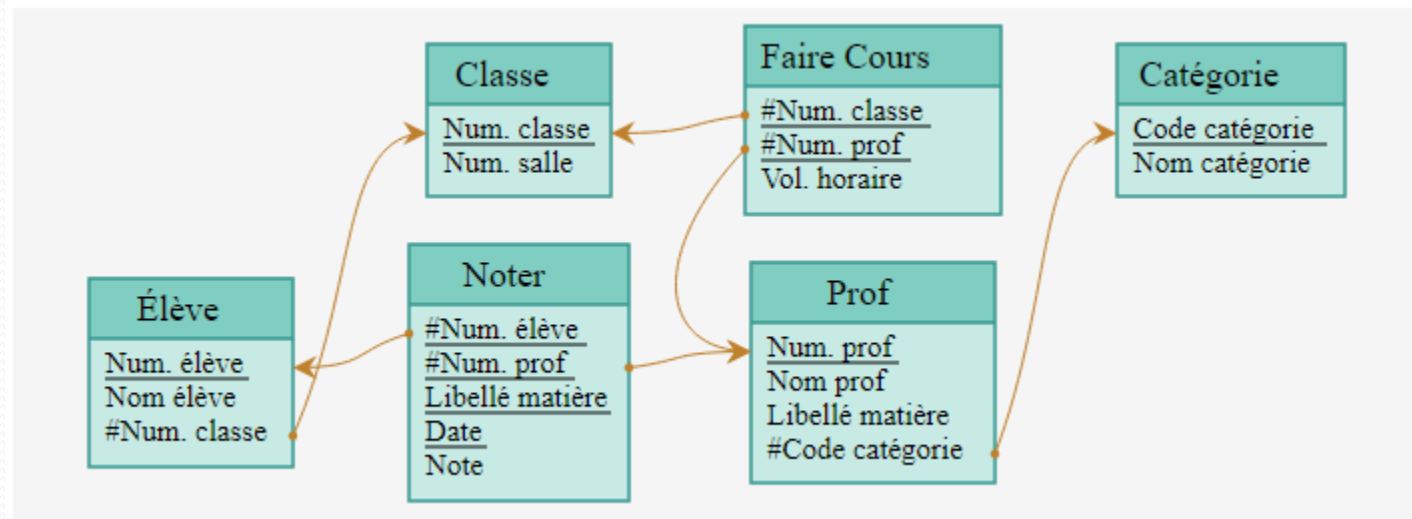 Classe
Num. classe
Num. salle
Faire Cours
#Num. classe
#Num. prof
Vol. horaire
Catégorie
Code catégorie
Nom catégorie
Élève
Num. élève
Nom élève
#Num. classe
Noter
#Num. élève
#Num. prof
Libellé matière
Date
Note
Prof
Num. prof
Nom prof
Libellé matière
#Code catégorie